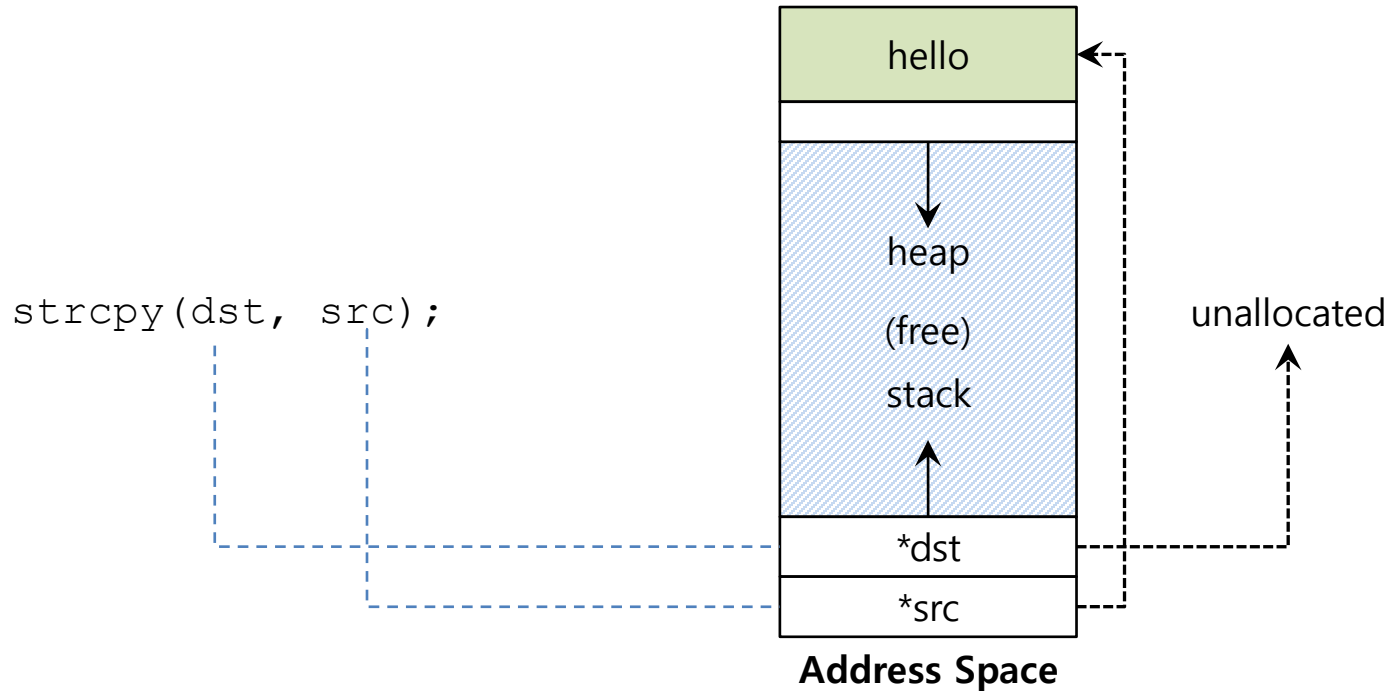 hello
heap
strcpy(dst, src);
(free)
unallocated
stack
*dst
*src
Address Space